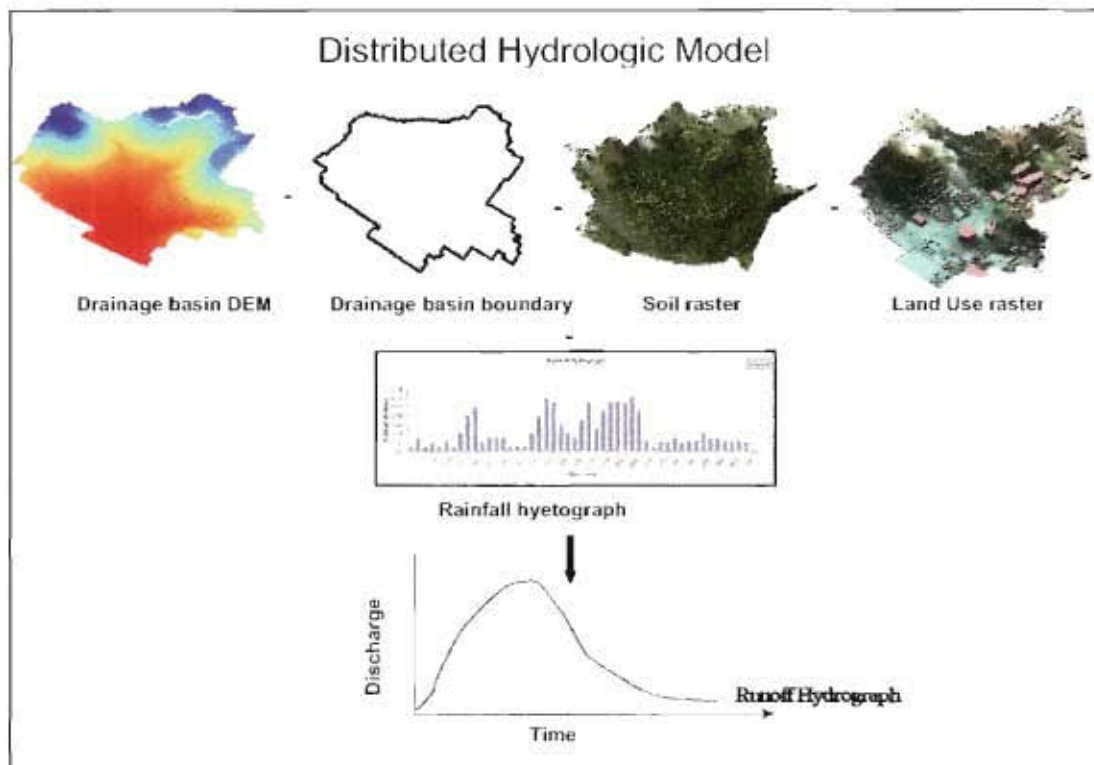 Distributed Hydrologic Model
Drainage basin DEM
Drainage basin boundary
Soil raster
Land Use raster
Rainfall hyetograph
Discharge
Runoff Hydrograph
Time